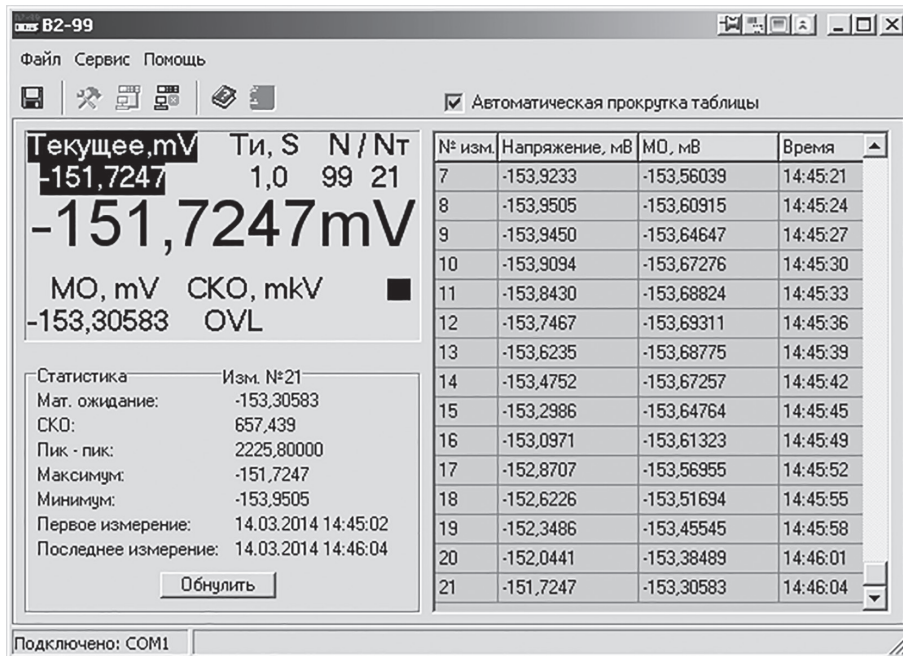 B2-99
Файл Сервис Помощь
Автоматическая прокрутка таблицы
Текущее,mV Tи, S N / Nт
-151,7247 1,0 99 21
-151,7247mV
MO, mV СКО, mkV
-153,30583 OVL
Статистика Изм. №21
Мат. ожидание: -153,30583
СКО: 657,439
Пик - пик: 2225,80000
Максимум: -151,7247
Минимум: -153,9505
Первое измерение: 14.03.2014 14:45:02
Последнее измерение: 14.03.2014 14:46:04
Обнулить
№ изм. Напряжение, мВ МО, мВ Время
7 -153,9233 -153,56039 14:45:21
8 -153,9505 -153,60915 14:45:24
9 -153,9450 -153,64647 14:45:27
10 -153,9094 -153,67276 14:45:30
11 -153,8430 -153,68824 14:45:33
12 -153,7467 -153,69311 14:45:36
13 -153,6235 -153,68775 14:45:39
14 -153,4752 -153,67257 14:45:42
15 -153,2986 -153,64764 14:45:45
16 -153,0971 -153,61323 14:45:49
17 -152,8707 -153,56955 14:45:52
18 -152,6226 -153,51694 14:45:55
19 -152,3486 -153,45545 14:45:58
20 -152,0441 -153,38489 14:46:01
21 -151,7247 -153,30583 14:46:04
Подключено: COM1